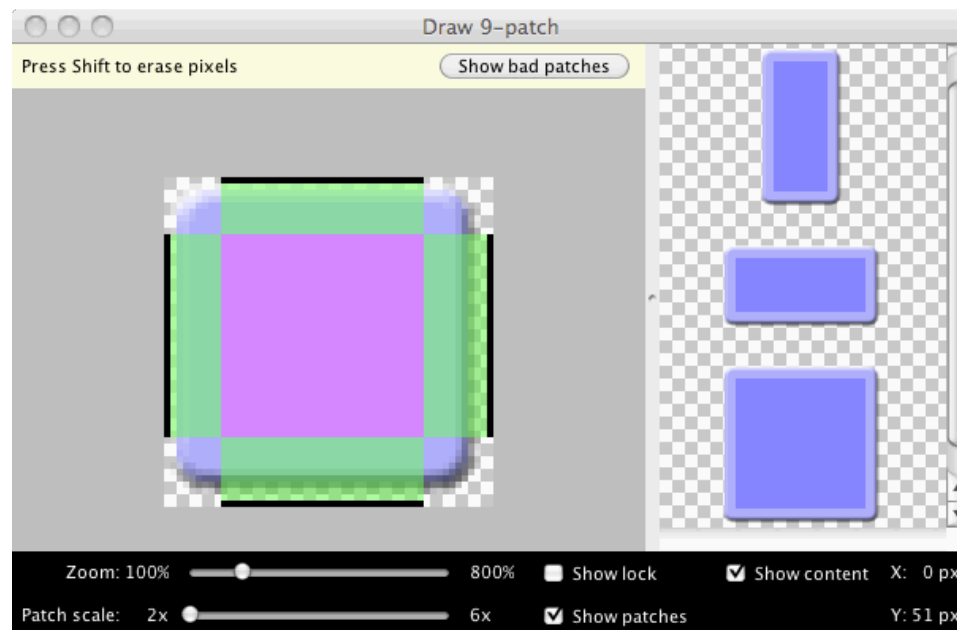 Draw 9-patch
Press Shift to erase pixels Show bad patches
Zoom: 100% 800% Show lock Show content X: 0 px
Patch scale: 2x 6x Show patches Y: 51 px